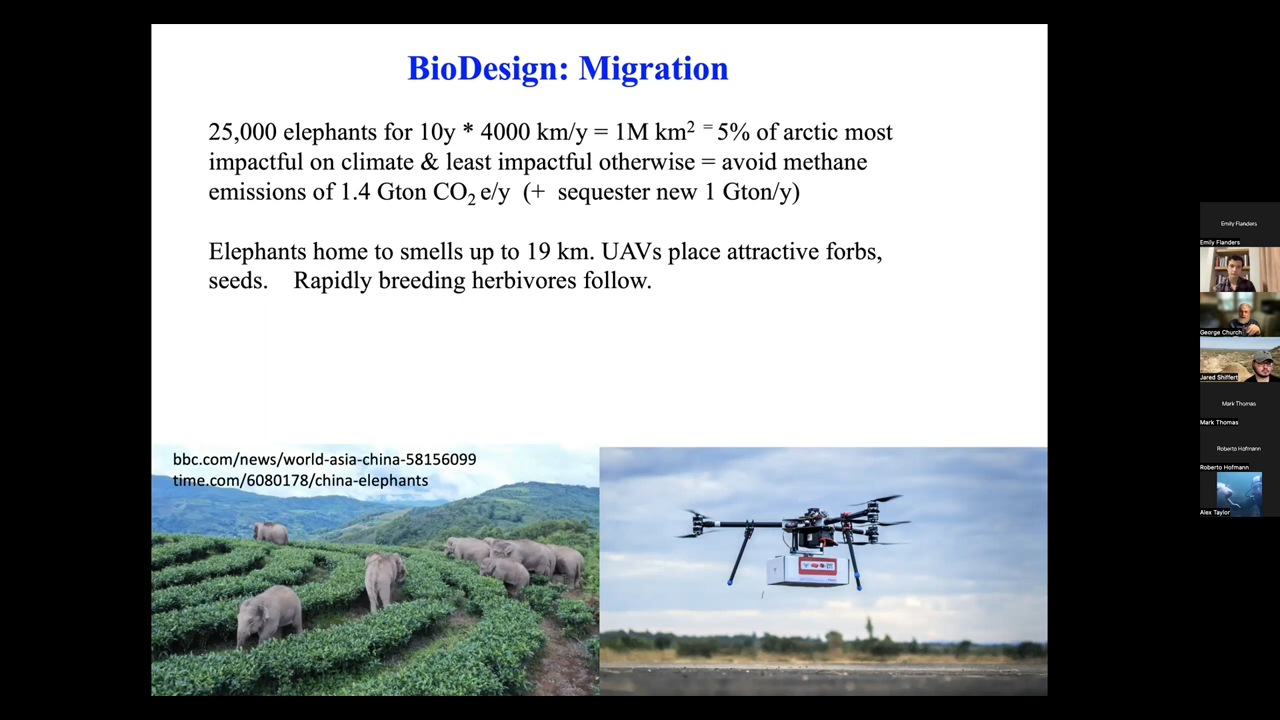 BioDesign: Migration
25,000 elephants for 10y * 4000 km/y = 1M km² = 5% of arctic most
impactful on climate & least impactful otherwise = avoid methane
emissions of 1.4 Gton CO₂ e/y (+ sequester new 1 Gton/y)
Elephants home to smells up to 19 km. UAVs place attractive forbs,
seeds. Rapidly breeding herbivores follow.
bbc.com/news/world-asia-china-58156099
time.com/6080178/china-elephants
Emily Flanders
Emily Flanders
George Church
Jared Shiffert
Mark Thomas
Mark Thomas
Roberto Hofmann
Roberto Hofmann
Alex Taylor